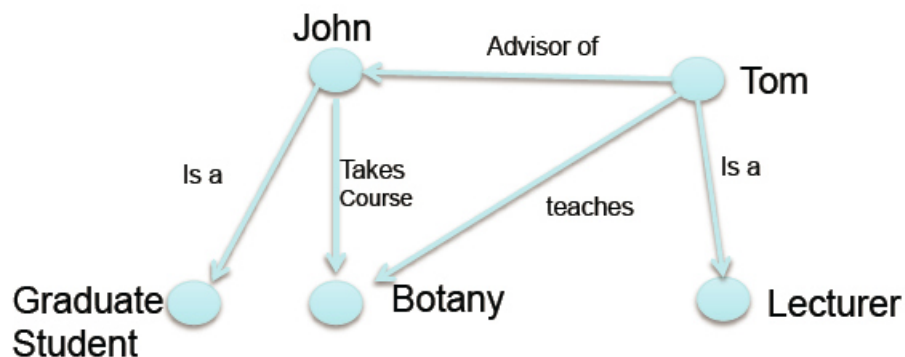 John
Advisor of
Tom
Is a
Takes
Course
teaches
Is a
Graduate
Student
Botany
Lecturer